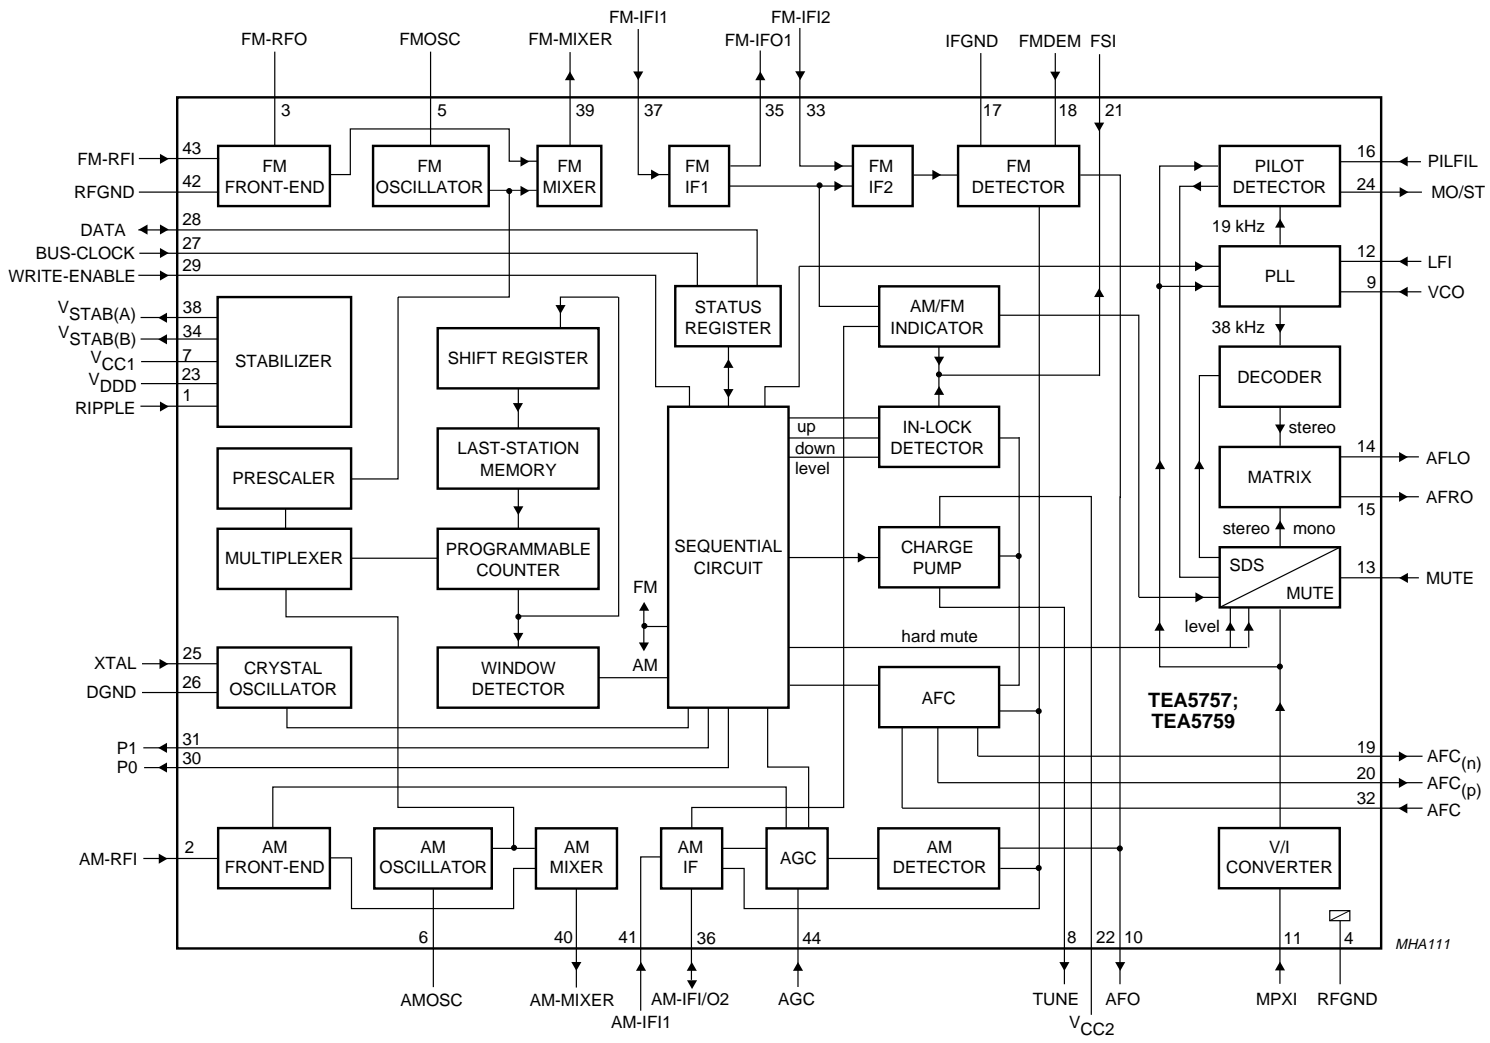 FM-IFI1
FM-IFI2
FM-RFO
FMOSC
FM-MIXER
FM-IFO1
IFGND
FMDEM
FSI
3
5
39
37
35
33
17
18
21
FM-RFI
43
RFGND
42
FM
FRONT-END
FM
OSCILLATOR
FM
MIXER
FM
IF1
FM
IF2
FM
DETECTOR
PILOT
DETECTOR
16
PILFIL
24
MO/ST
19 kHz
DATA
28
BUS-CLOCK
27
WRITE-ENABLE
29
PLL
12
LFI
9
VCO
38 kHz
VSTAB(A)
38
VSTAB(B)
34
VCC1
7
VDDD
23
RIPPLE
1
STABILIZER
SHIFT REGISTER
STATUS
REGISTER
AM/FM
INDICATOR
DECODER
stereo
LAST-STATION
MEMORY
up
down
level
IN-LOCK
DETECTOR
MATRIX
14
AFLO
AFRO
15
PRESCALER
MULTIPLEXER
PROGRAMMABLE
COUNTER
SEQUENTIAL
CIRCUIT
CHARGE
PUMP
stereo
mono
SDS
MUTE
13
MUTE
FM
AM
hard mute
level
XTAL
25
DGND
26
CRYSTAL
OSCILLATOR
WINDOW
DETECTOR
AFC
TEA5757;
TEA5759
P1
31
P0
30
19
AFC(n)
20
AFC(p)
32
AFC
AM-RFI
2
AM
FRONT-END
AM
OSCILLATOR
AM
MIXER
AM
IF
AGC
AM
DETECTOR
V/I
CONVERTER
6
40
41
36
44
8
22
10
11
4
MHA111
AMOSC
AM-MIXER
AM-IFI/O2
AGC
TUNE
AFO
MPXI
RFGND
AM-IFI1
VCC2